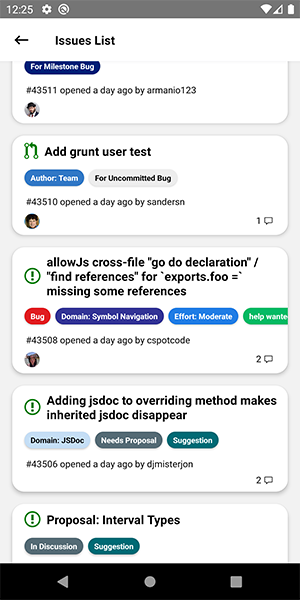 12:25
Issues List
For Milestone Bug
#43511 opened a day ago by armanio123
Add grunt user test
Author: Team
For Uncommitted Bug
#43510 opened a day ago by sandersn
1
allowJs cross-file "go do declaration" /
"find references" for `exports.foo =`
missing some references
Bug
Domain: Symbol Navigation
Effort: Moderate
help wante
#43508 opened a day ago by cspotcode
2
Adding jsdoc to overriding method makes
inherited jsdoc disappear
Domain: JSDoc
Needs Proposal
Suggestion
#43506 opened a day ago by djmisterjon
2
Proposal: Interval Types
In Discussion
Suggestion